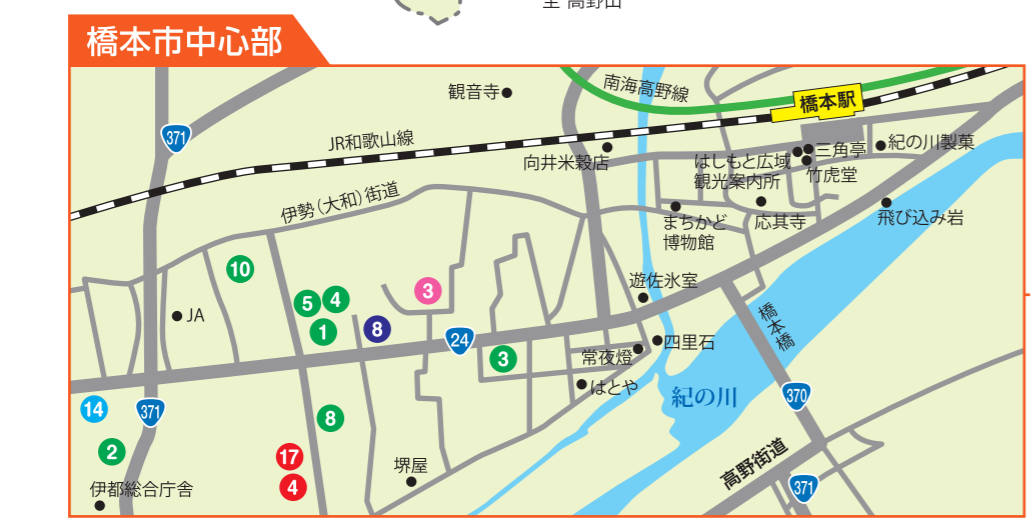 至 高野山
橋本市中心部
観音寺
南海高野線
橋本駅
371
JR和歌山線
向井米穀店
はしもと広域
観光案内所
三角亭
竹虎堂
紀の川製菓
伊勢(大和)街道
まちかど
博物館
応其寺
飛び込み岩
10
遊佐氷室
5
4
3
JA
1
8
24
橋本橋
四里石
常夜燈
3
はとや
紀の川
370
14
371
8
2
17
4
堺屋
高野街道
371
伊都総合庁舎